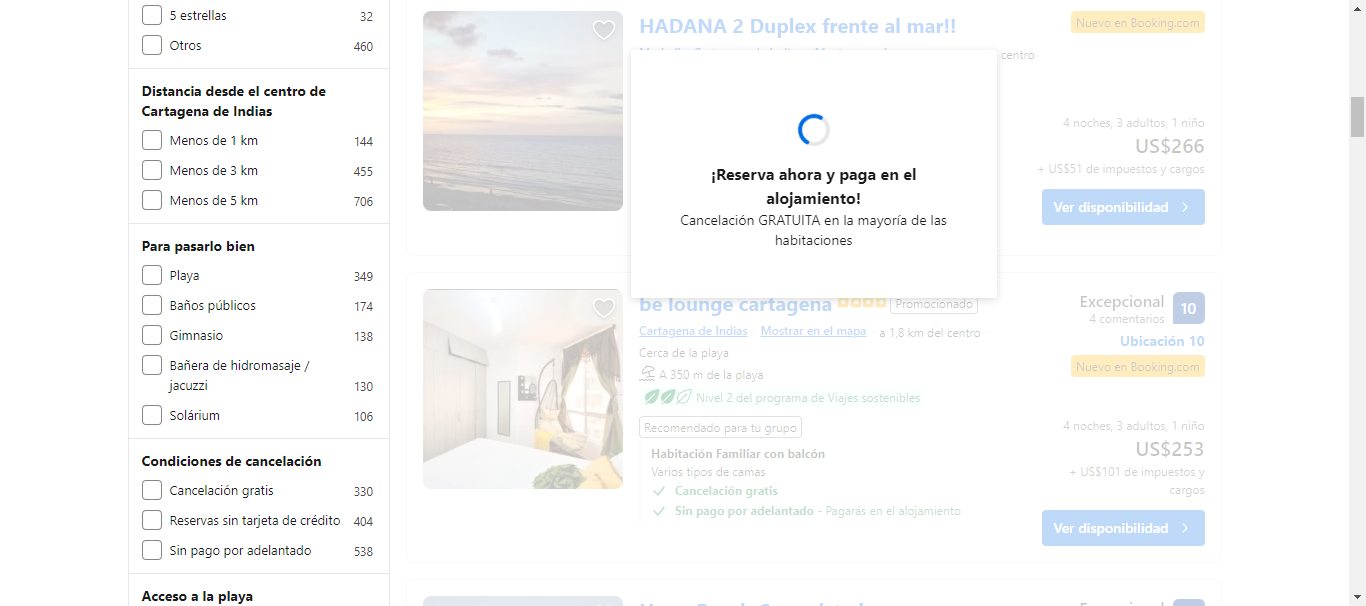 5 estrellas 32
Otros 460
Distancia desde el centro de
Cartagena de Indias
Menos de 1 km 144
Menos de 3 km 455
Menos de 5 km 706
Para pasarlo bien
Playa 349
Baños públicos 174
Gimnasio 138
Bañera de hidromasaje /
jacuzzi 130
Solárium 106
Condiciones de cancelación
Cancelación gratis 330
Reservas sin tarjeta de crédito 404
Sin pago por adelantado 538
Acceso a la playa
HADANA 2 Duplex frente al mar!!
Nuevo en Booking.com
centro
4 noches, 3 adultos, 1 niño
US$266
+ US$51 de impuestos y cargos
Ver disponibilidad
¡Reserva ahora y paga en el
alojamiento!
Cancelación GRATUITA en la mayoría de las
habitaciones
be lounge cartagena Promocionado
Cartagena de Indias Mostrar en el mapa a 1,8 km del centro
Cerca de la playa
A 350 m de la playa
Nivel 2 del programa de Viajes sostenibles
Recomendado para tu grupo
Habitación Familiar con balcón
Varios tipos de camas
Cancelación gratis
Sin pago por adelantado - Pagarás en el alojamiento
Excepcional 10
4 comentarios
Ubicación 10
Nuevo en Booking.com
4 noches, 3 adultos, 1 niño
US$253
+ US$101 de impuestos y
cargos
Ver disponibilidad